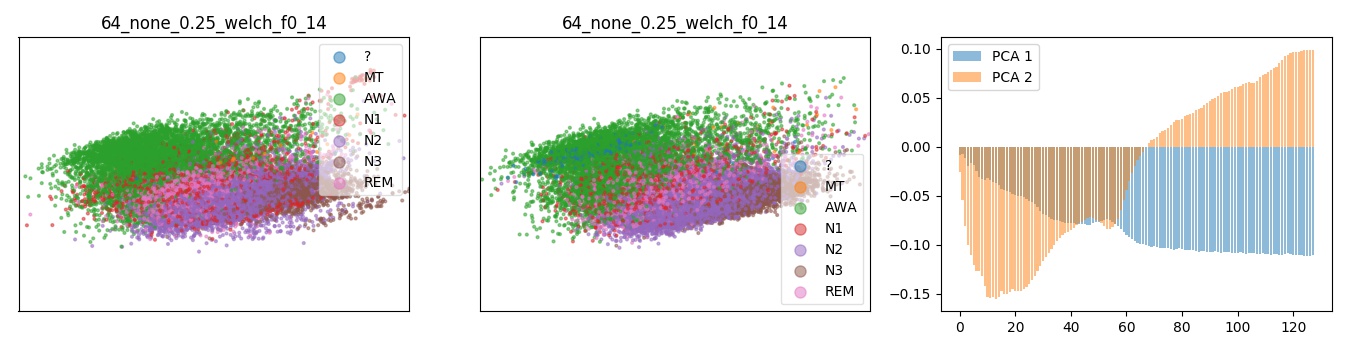 64_none_0.25_welch_f0_14
?
MT
AWA
N1
N2
N3
REM
64_none_0.25_welch_f0_14
?
MT
AWA
N1
N2
N3
REM
PCA 1
PCA 2
0.10
0.05
0.00
−0.05
−0.10
−0.15
0 20 40 60 80 100 120